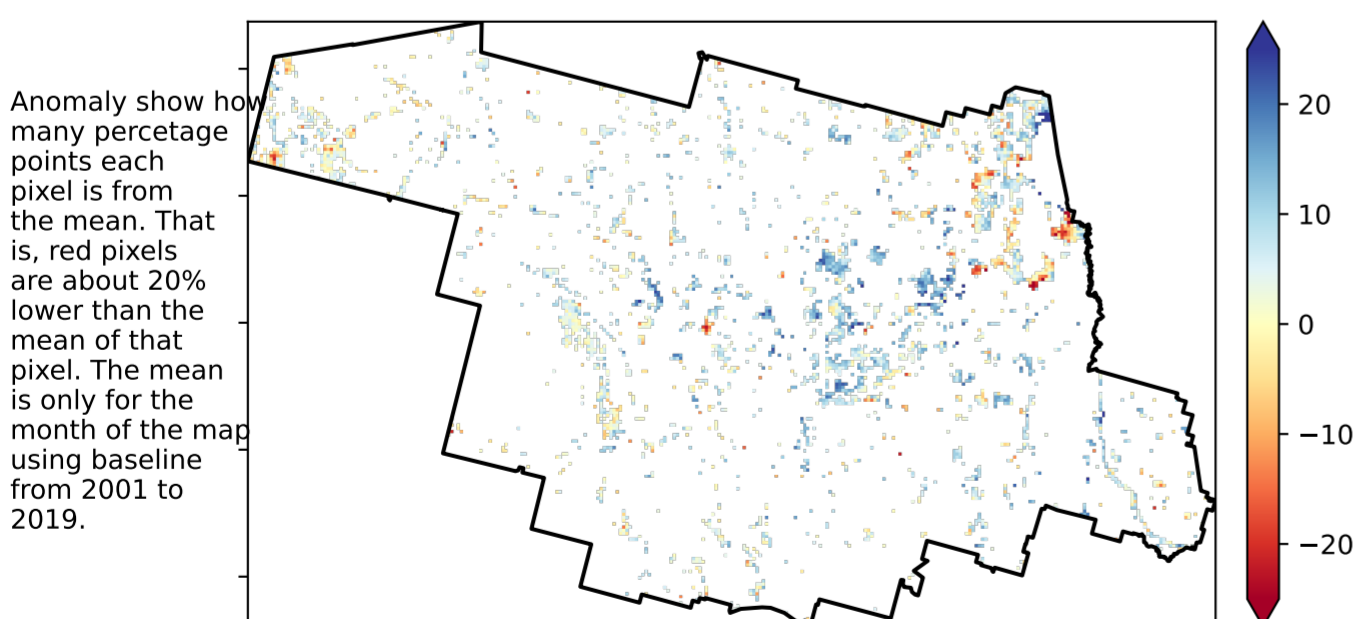 Anomaly show how
many percetage
points each
pixel is from
the mean. That
is, red pixels
are about 20%
lower than the
mean of that
pixel. The mean
is only for the
month of the map
using baseline
from 2001 to
2019.
20
10
0
−10
−20